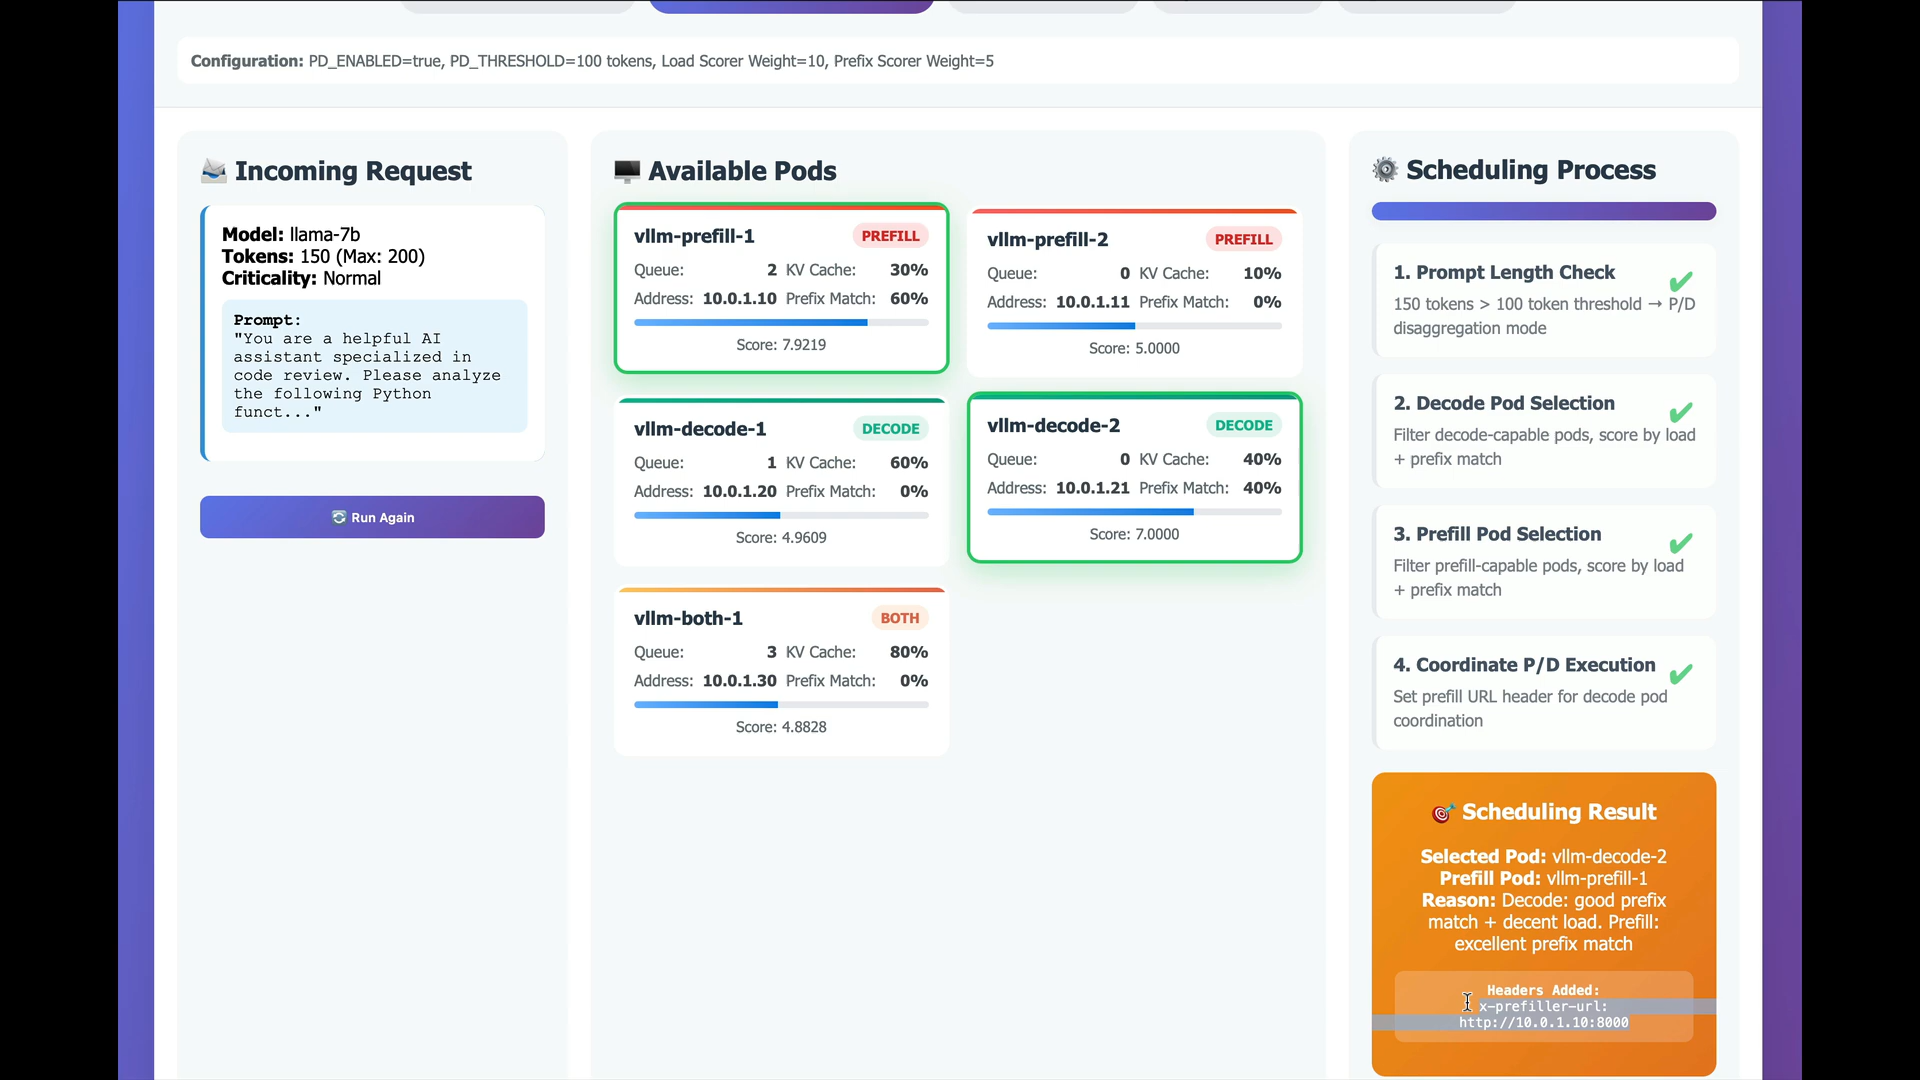 Configuration: PD_ENABLED=true, PD_THRESHOLD=100 tokens, Load Scorer Weight=10, Prefix Scorer Weight=5
Incoming Request
Model: llama-7b
Tokens: 150 (Max: 200)
Criticality: Normal
Prompt:
"You are a helpful AI
assistant specialized in
code review. Please analyze
the following Python
funct..."
Run Again
Available Pods
vllm-prefill-1 PREFILL
Queue: 2 KV Cache: 30%
Address: 10.0.1.10 Prefix Match: 60%
Score: 7.9219
vllm-prefill-2 PREFILL
Queue: 0 KV Cache: 10%
Address: 10.0.1.11 Prefix Match: 0%
Score: 5.0000
vllm-decode-1 DECODE
Queue: 1 KV Cache: 60%
Address: 10.0.1.20 Prefix Match: 0%
Score: 4.9609
vllm-decode-2 DECODE
Queue: 0 KV Cache: 40%
Address: 10.0.1.21 Prefix Match: 40%
Score: 7.0000
vllm-both-1 BOTH
Queue: 3 KV Cache: 80%
Address: 10.0.1.30 Prefix Match: 0%
Score: 4.8828
Scheduling Process
1. Prompt Length Check
150 tokens > 100 token threshold → P/D
disaggregation mode
2. Decode Pod Selection
Filter decode-capable pods, score by load
+ prefix match
3. Prefill Pod Selection
Filter prefill-capable pods, score by load
+ prefix match
4. Coordinate P/D Execution
Set prefill URL header for decode pod
coordination
Scheduling Result
Selected Pod: vllm-decode-2
Prefill Pod: vllm-prefill-1
Reason: Decode: good prefix
match + decent load. Prefill:
excellent prefix match
Headers Added:
x-prefiller-url:
http://10.0.1.10:8000